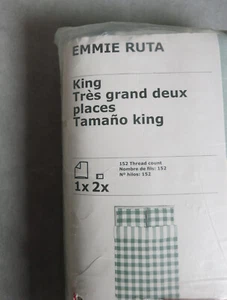 EMMIE RUTA
King
Très grand deux
places
Tamaño king
152 Thread count
Nombre de fils: 152
Nº hilos: 152
1x 2x